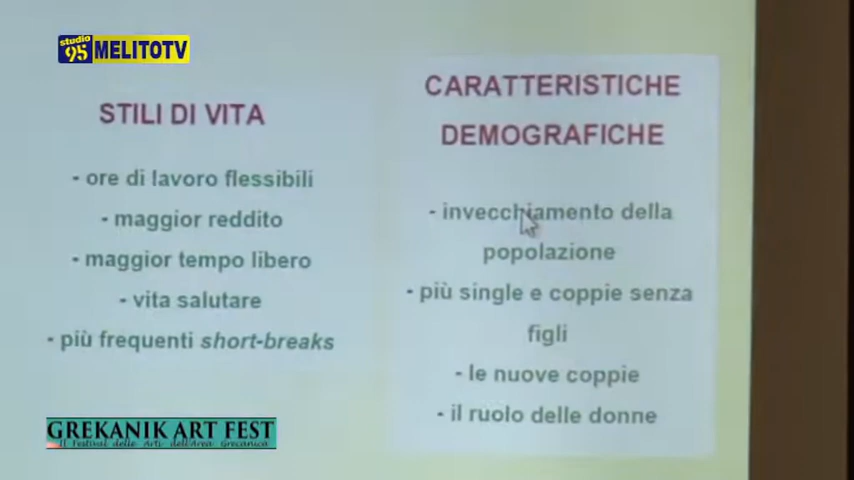 studio
95 MELITOTV
STILI DI VITA
- ore di lavoro flessibili
- maggior reddito
- maggior tempo libero
- vita salutare
- più frequenti short-breaks
CARATTERISTICHE
DEMOGRAFICHE
- invecchiamento della
popolazione
- più single e coppie senza
figli
- le nuove coppie
- il ruolo delle donne
GREKANIK ART FEST
Il Festival delle Arti dell'Area Grecanica